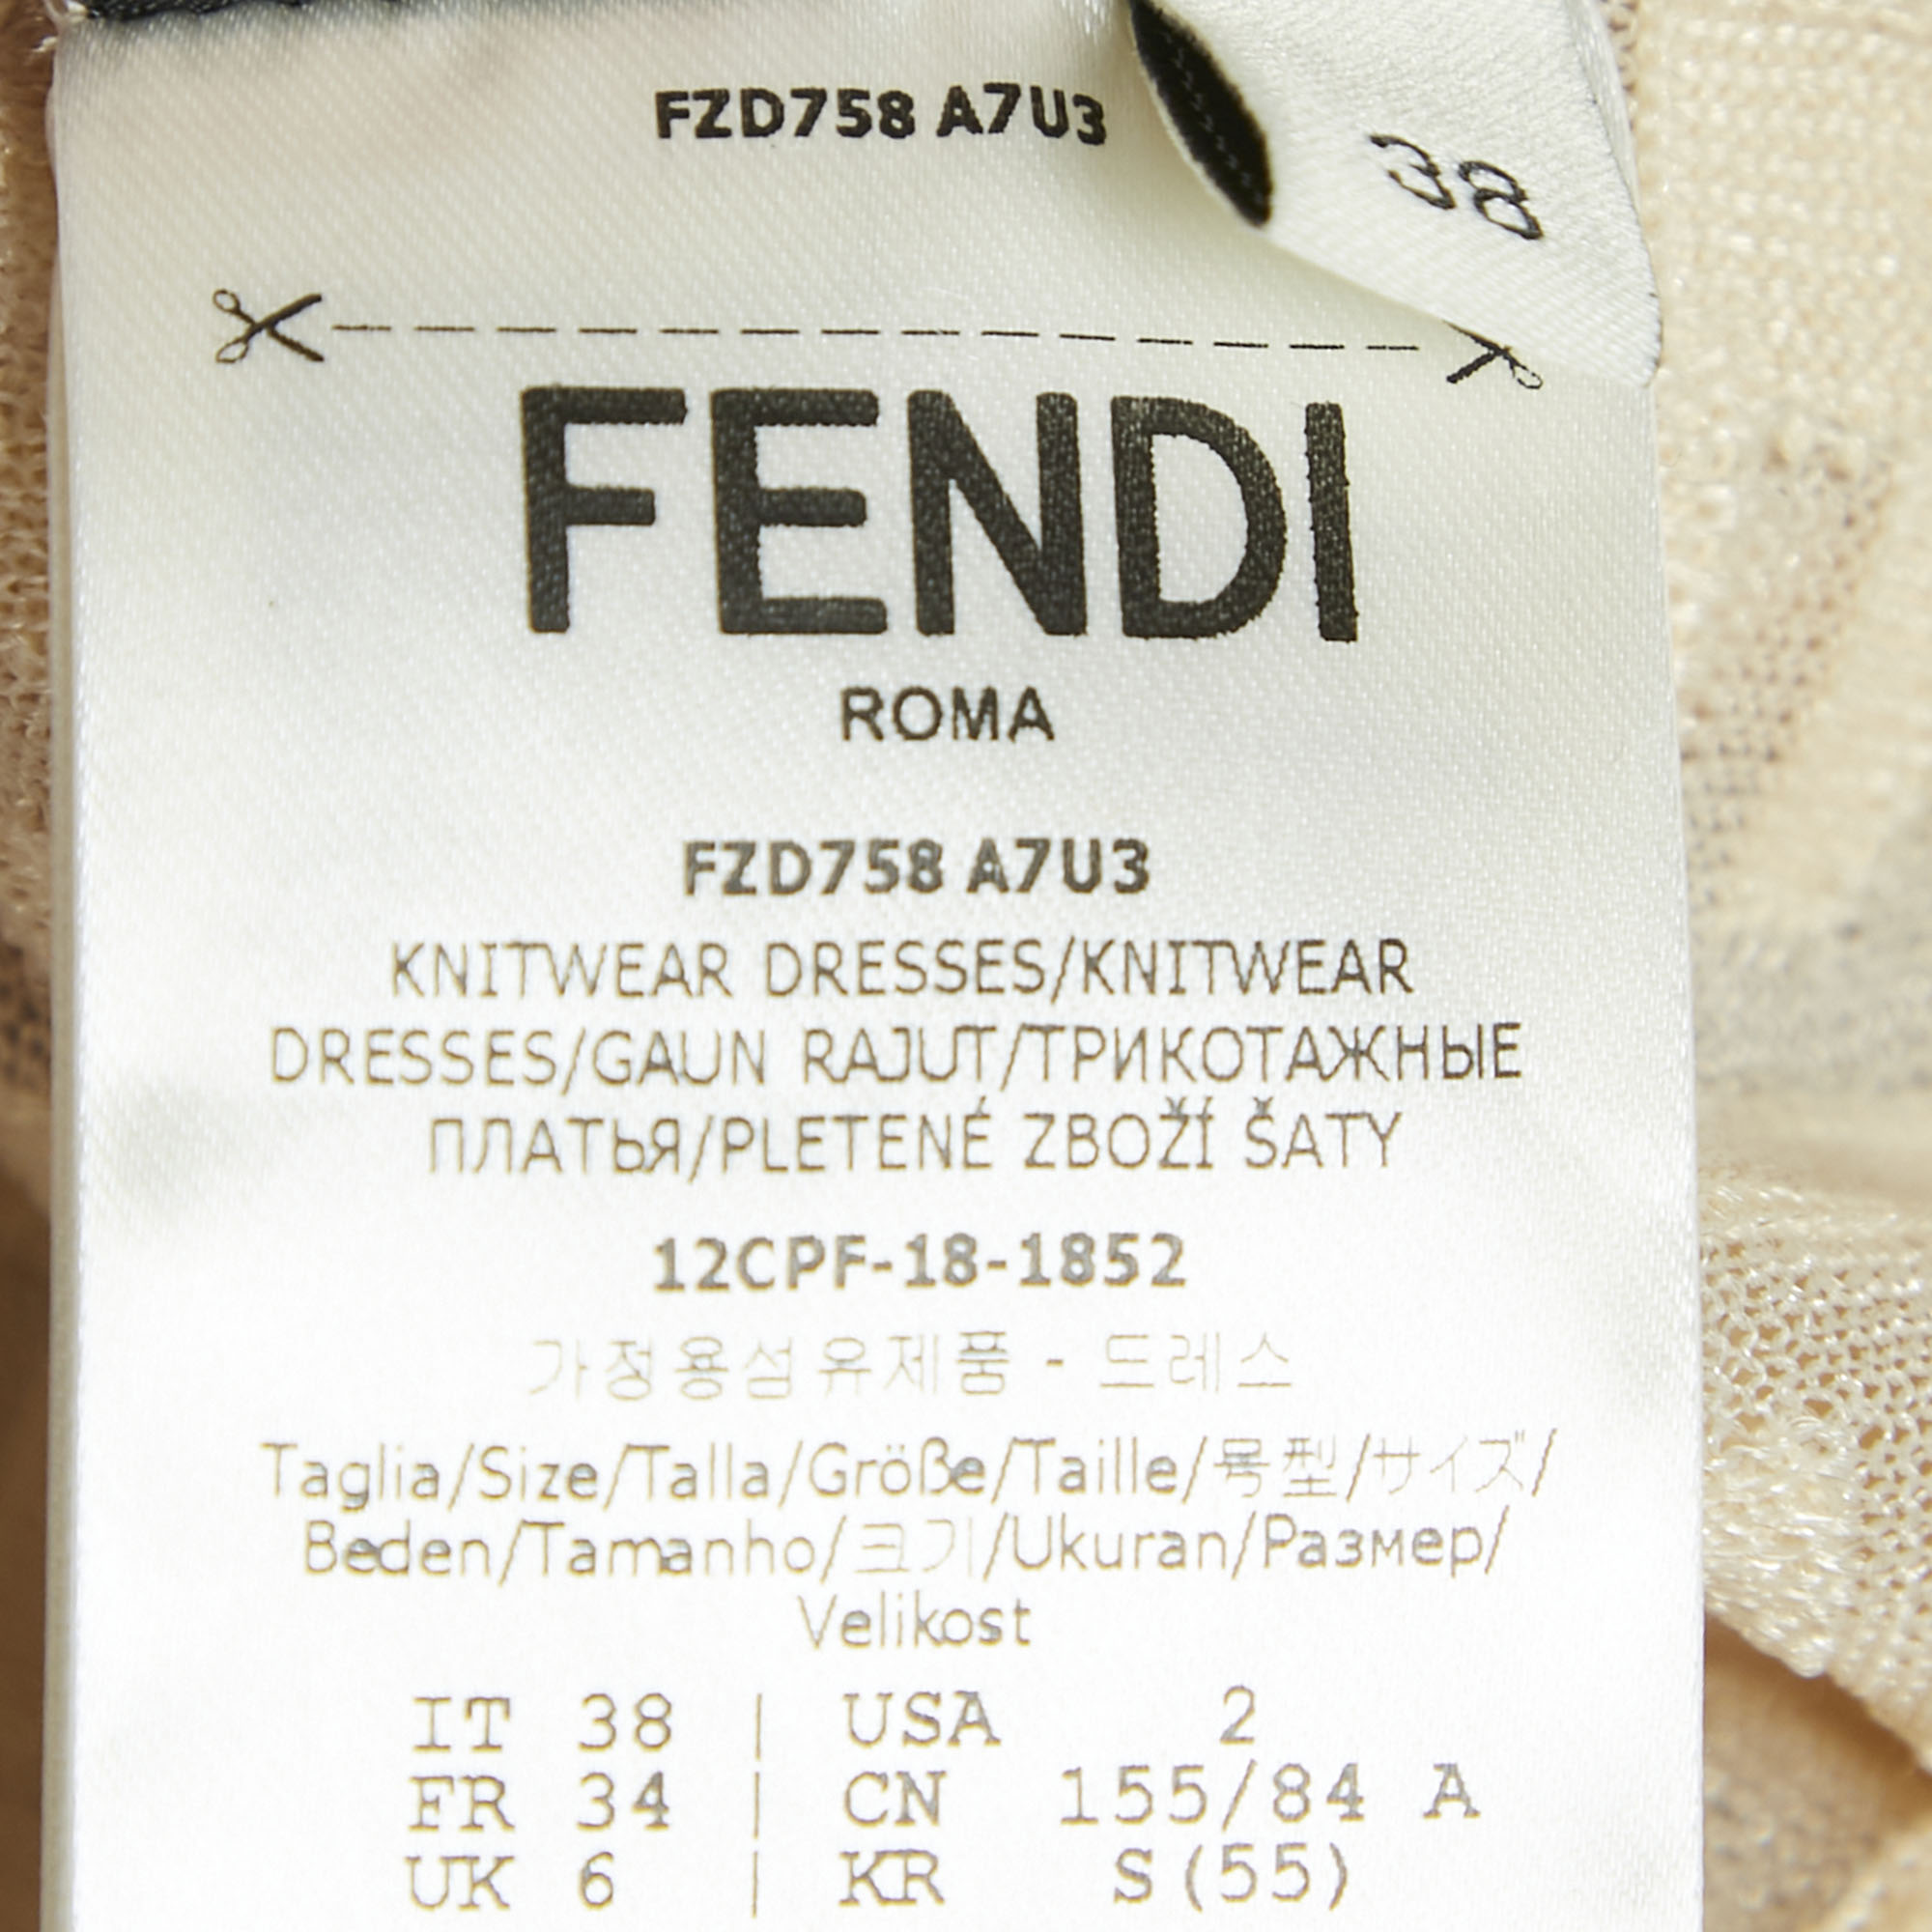 FZD758 A7U3
38
FENDI
ROMA
FZD758 A7U3
KNITWEAR DRESSES/KNITWEAR
DRESSES/GAUN RAJUT/ТРИКОТАЖНЫЕ
ПЛАТЬЯ/PLETENÉ ZBOŽÍ ŠATY
12CPF-18-1852
가정용섬유제품 - 드레스
Taglia/Size/Talla/Größe/Taille/号型/サイズ/
Beden/Tamanho/크기/Ukuran/Размер/
Velikost
IT 38 | USA 2
FR 34 | CN 155/84 A
UK 6 | KR S(55)